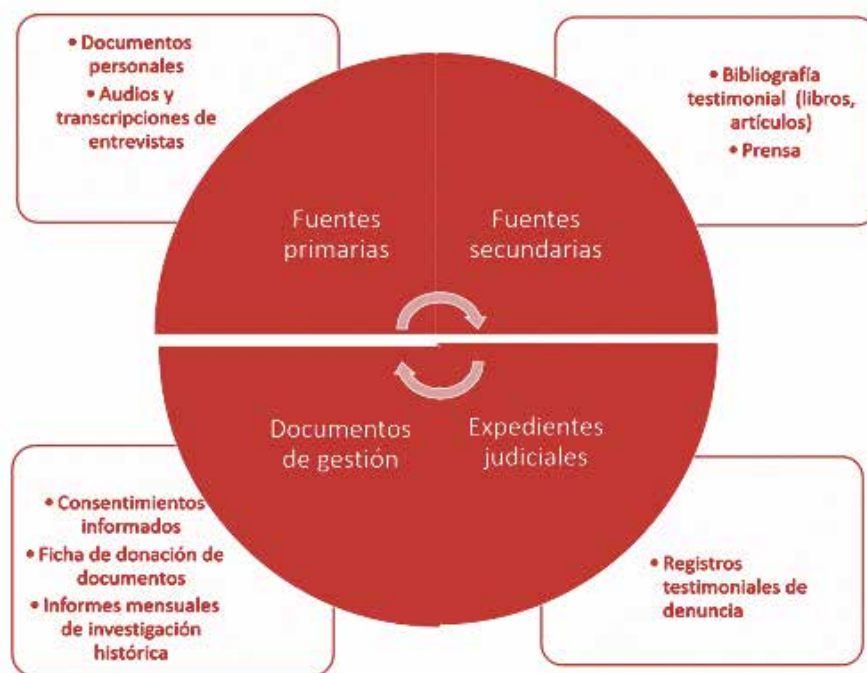 • Documentos
personales
• Audios y
transcripciones de
entrevistas
• Bibliografía
testimonial (libros,
artículos)
• Prensa
Fuentes
primarias
Fuentes
secundarias
Documentos
de gestión
Expedientes
judiciales
• Consentimientos
informados
• Ficha de donación de
documentos
• Informes mensuales
de investigación
histórica
• Registros
testimoniales de
denuncia